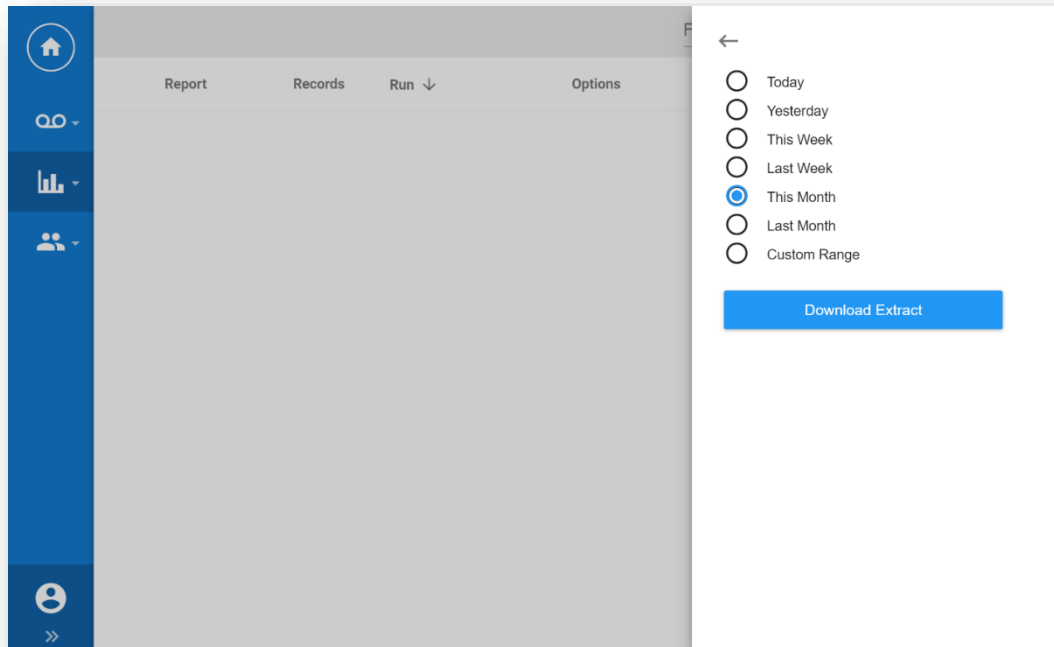 F
Report Records Run Options
Today
Yesterday
This Week
Last Week
This Month
Last Month
Custom Range
Download Extract